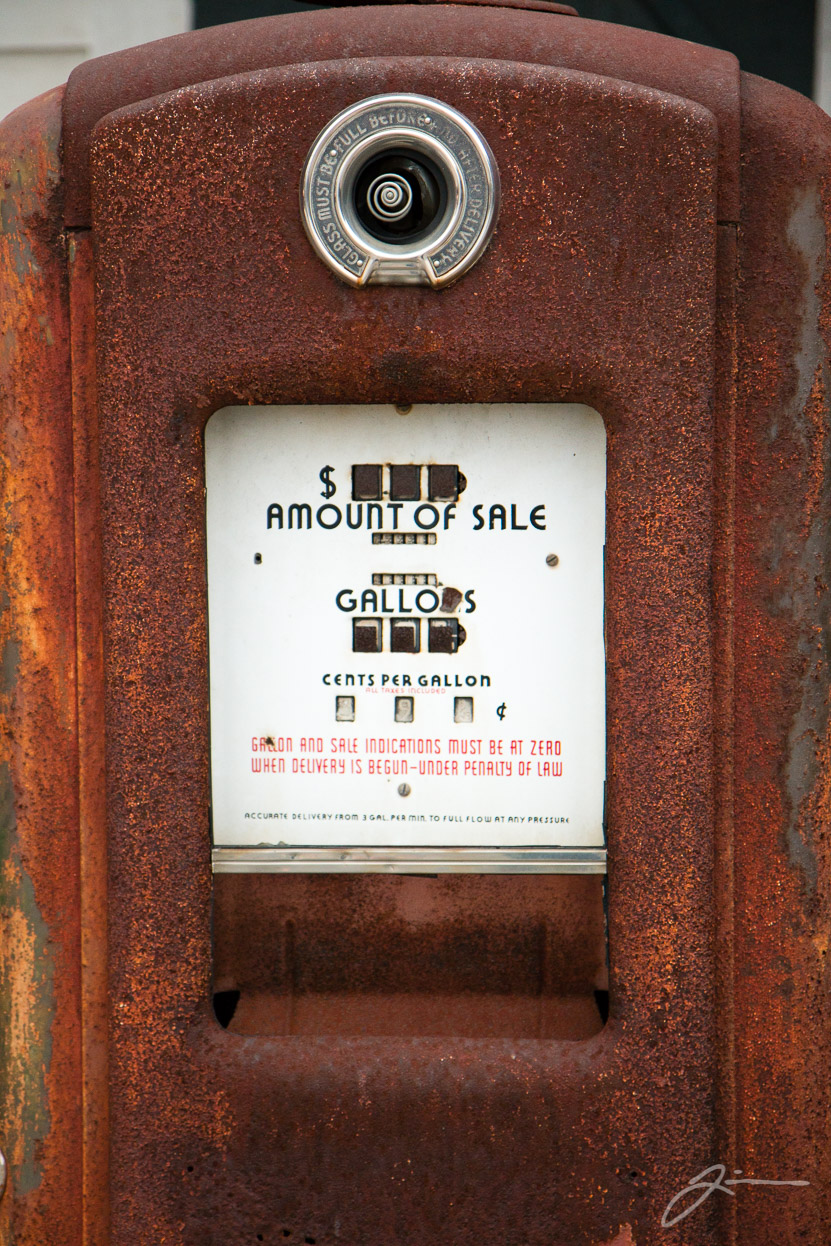 GLASS MUST BE FULL BEFORE AND AFTER DELIVERY
$
AMOUNT OF SALE
GALLO S
CENTS PER GALLON
ALL TAXES INCLUDED
¢
GALLON AND SALE INDICATIONS MUST BE AT ZERO
WHEN DELIVERY IS BEGUN-UNDER PENALTY OF LAW
ACCURATE DELIVERY FROM 3 GAL. PER MIN. TO FULL FLOW AT ANY PRESSURE